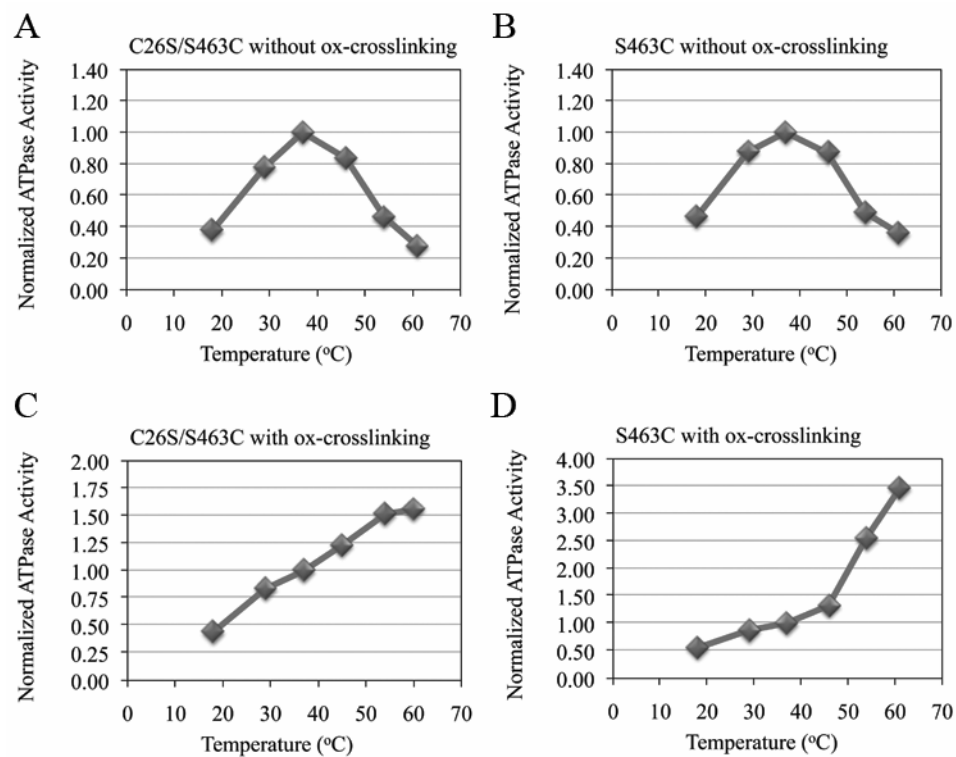 A
C26S/S463C without ox-crosslinking
Normalized ATPase Activity
1.40
1.20
1.00
0.80
0.60
0.40
0.20
0.00
0 10 20 30 40 50 60 70
Temperature (°C)
B
S463C without ox-crosslinking
Normalized ATPase Activity
1.40
1.20
1.00
0.80
0.60
0.40
0.20
0.00
0 10 20 30 40 50 60 70
Temperature (°C)
C
C26S/S463C with ox-crosslinking
Normalized ATPase Activity
2.00
1.75
1.50
1.25
1.00
0.75
0.50
0.25
0.00
0 10 20 30 40 50 60 70
Temperature (°C)
D
S463C with ox-crosslinking
Normalized ATPase Activity
4.00
3.50
3.00
2.50
2.00
1.50
1.00
0.50
0.00
0 10 20 30 40 50 60 70
Temperature (°C)